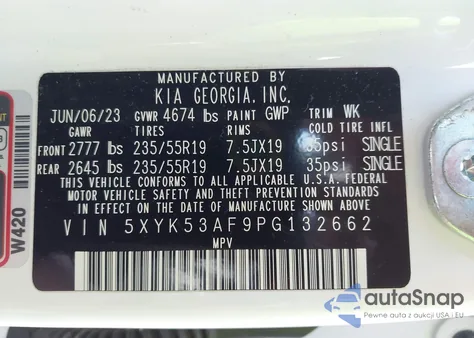 MANUFACTURED BY
KIA GEORGIA, INC.
JUN/06/23 GVWR 4674 lbs PAINT GWP TRIM WK
GAWR TIRES RIMS COLD TIRE INFL
FRONT 2777 lbs 235/55R19 7.5JX19 35psi SINGLE
REAR 2645 lbs 235/55R19 7.5JX19 35psi SINGLE
THIS VEHICLE CONFORMS TO ALL APPLICABLE U.S.A FEDERAL
MOTOR VEHICLE SAFETY AND THEFT PREVENTION STANDARDS
IN EFFECT ON THE DATE OF MANUFACTURE SHOWN ABOVE.
VIN 5XYK53AF9PG132662
MPV
W420
autoSnap
Pewne auta z aukcji USA i EU